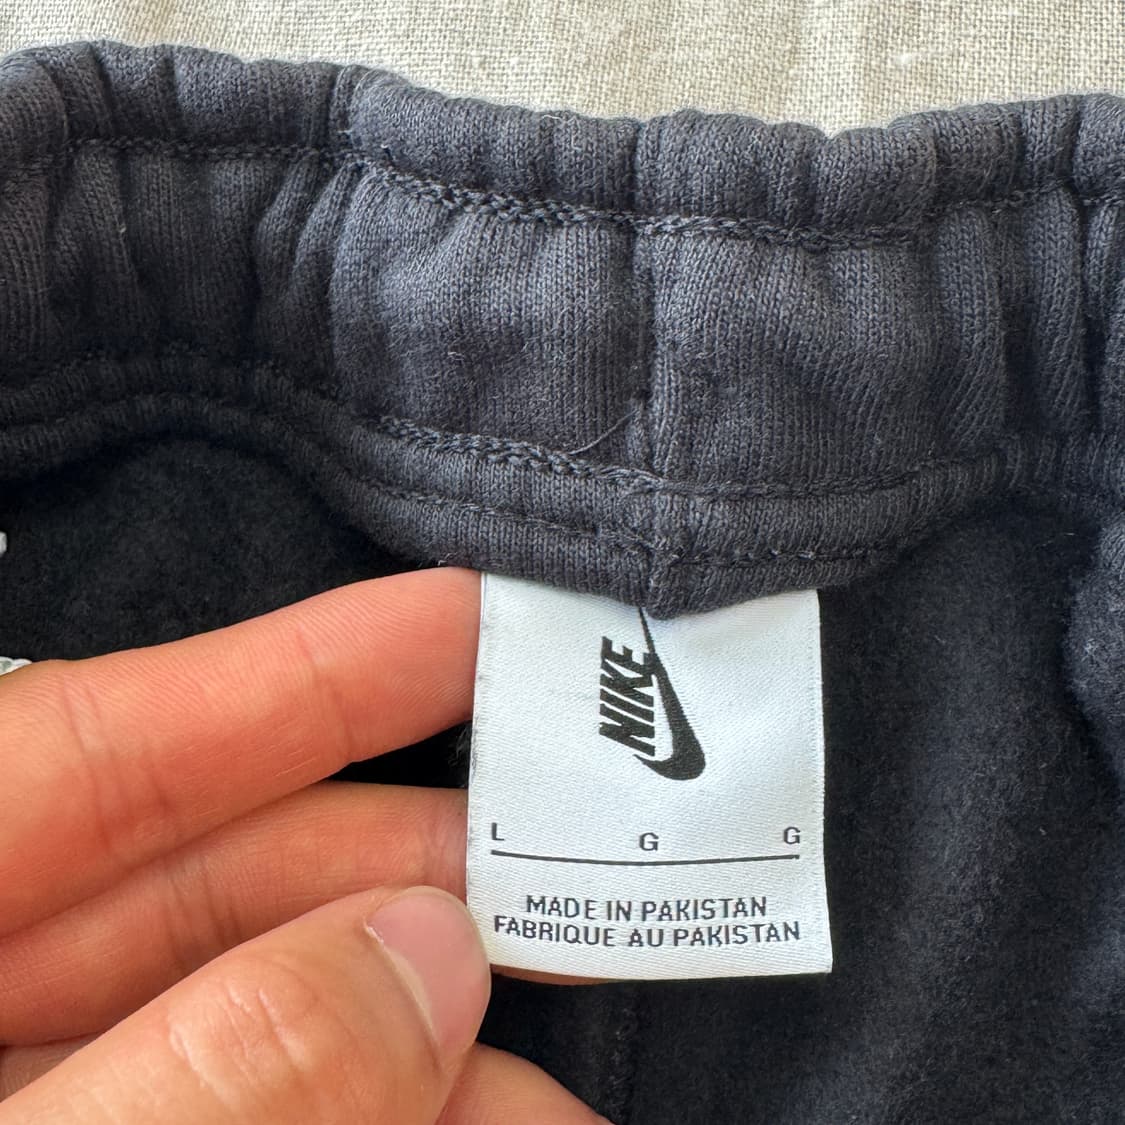 NIKE
L G G
MADE IN PAKISTAN
FABRIQUE AU PAKISTAN